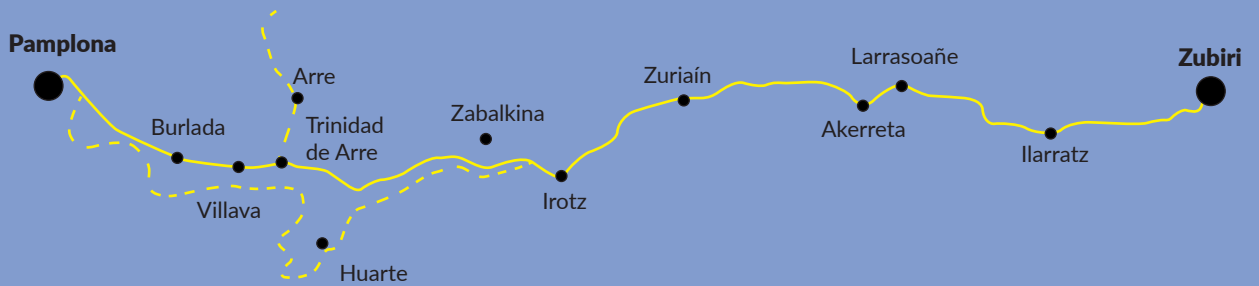 Pamplona
Burlada
Villava
Arre
Trinidad
de Arre
Huarte
Zabalkina
Irotz
Zuriaín
Akerreta
Larrasoañe
Ilarratz
Zubiri